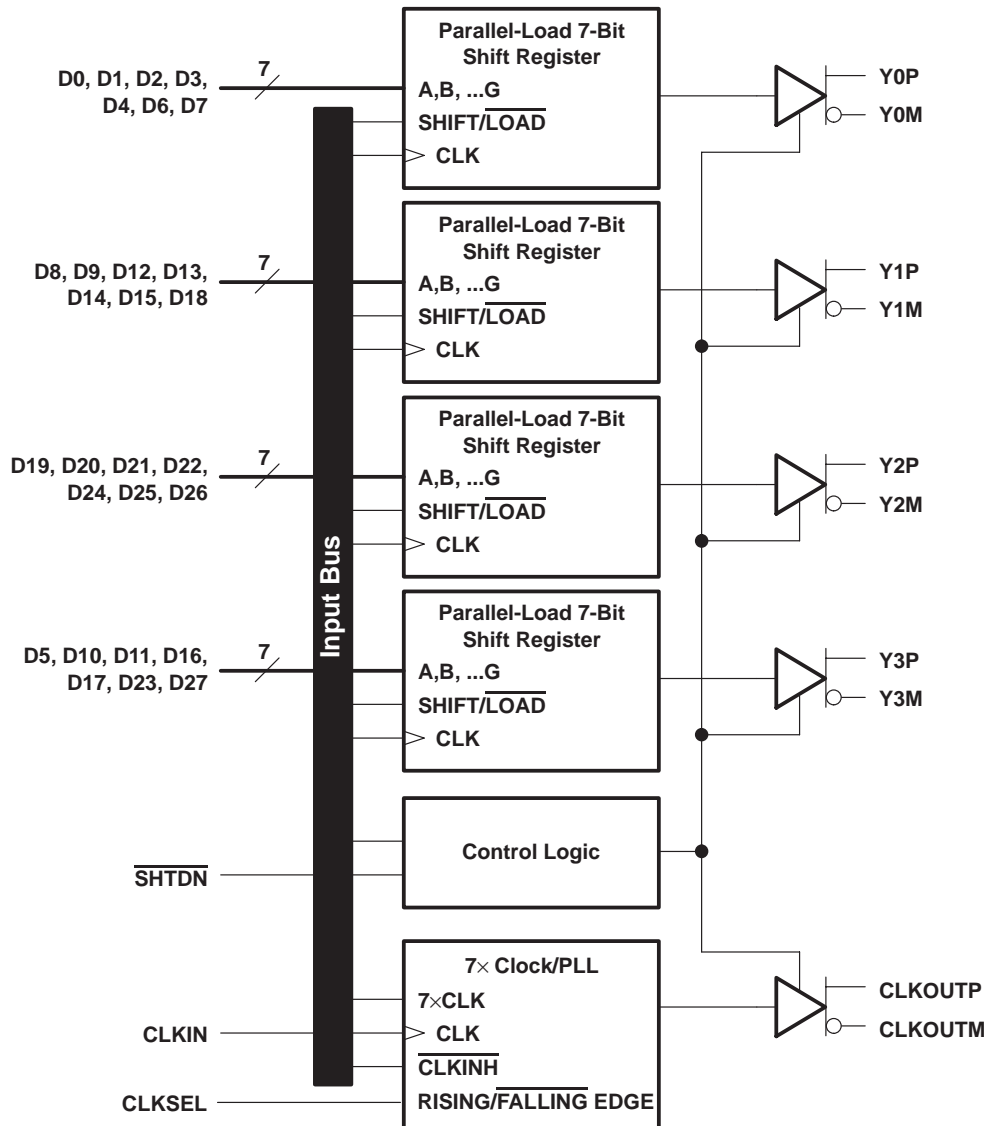 Parallel-Load 7-Bit
Shift Register
7
D0, D1, D2, D3,
D4, D6, D7
A,B, ...G
SHIFT/LOAD
CLK
Y0P
Y0M
Parallel-Load 7-Bit
Shift Register
7
D8, D9, D12, D13,
D14, D15, D18
A,B, ...G
SHIFT/LOAD
CLK
Y1P
Y1M
Parallel-Load 7-Bit
Shift Register
7
D19, D20, D21, D22,
D24, D25, D26
A,B, ...G
SHIFT/LOAD
CLK
Y2P
Y2M
Input Bus
Parallel-Load 7-Bit
Shift Register
7
D5, D10, D11, D16,
D17, D23, D27
A,B, ...G
SHIFT/LOAD
CLK
Y3P
Y3M
Control Logic
SHTDN
7× Clock/PLL
7×CLK
CLKIN
CLK
CLKINH
CLKSEL
RISING/FALLING EDGE
CLKOUTP
CLKOUTM